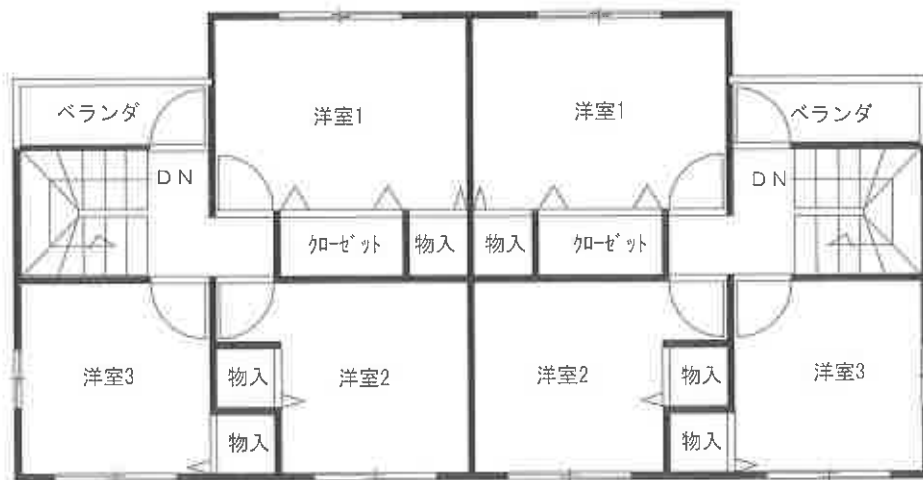 洋室1
洋室1
ベランダ
ベランダ
DN
DN
クローゼット
物入
物入
クローゼット
洋室3
物入
洋室2
洋室2
物入
洋室3
物入
物入